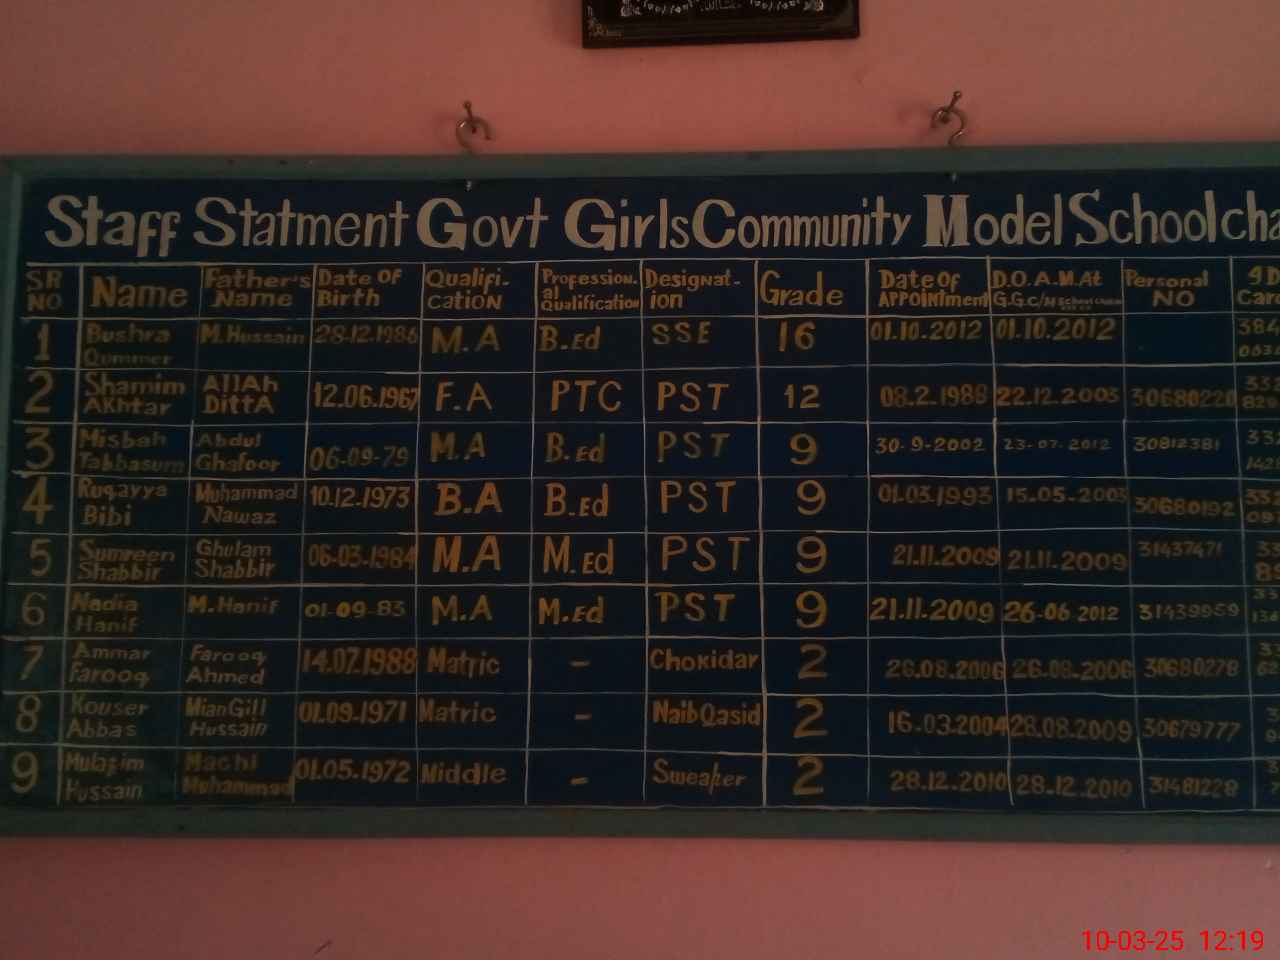 Staff Statment Govt Girls Community Model School cha
SR NO Name Father's Name Date OF Birth Qualifi-cation Profession.al Qualification Designat-ion Grade Date Of APPOINTment D.O.A.M.At G.G.C/M School Personal NO
1 Bushra Qummer M.Hussain 28-12-1986 M.A B.Ed SSE 16 01.10.2012 01.10.2012
2 Shamim Akhtar AllAh DittA 12.06.1967 F.A PTC PST 12 08.2.1988 22.12.2003 30680220
3 Misbah Tabbasum Abdul Ghafoor 06-09-79 M.A B.Ed PST 9 30-9-2002 23-07-2012 30812381
4 Ruqayya Bibi Muhammad Nawaz 10.12.1973 B.A B.Ed PST 9 01.03.1993 15.05.2003 30680192
5 Sumreen Shabbir Ghulam Shabbir 06-03-1984 M.A M.Ed PST 9 21.11.2009 21.11.2009 31437471
6 Nadia Hanif M.Hanif 01-09-83 M.A M.Ed PST 9 21.11.2009 26-06-2012 31439959
7 Ammar Farooq Farooq Ahmed 14.07.1988 Matric - Chokidar 2 26.08.2006 26.08.2006 30680278
8 Kouser Abbas Mian Gill Hussain 01.09.1971 Matric - Naib Qasid 2 16.03.2004 28.08.2009 30679777
9 Hussain Machi Muhammad 01.05.1972 Middle - Sweaper 2 28.12.2010 28.12.2010 31481228
10-03-25 12:19